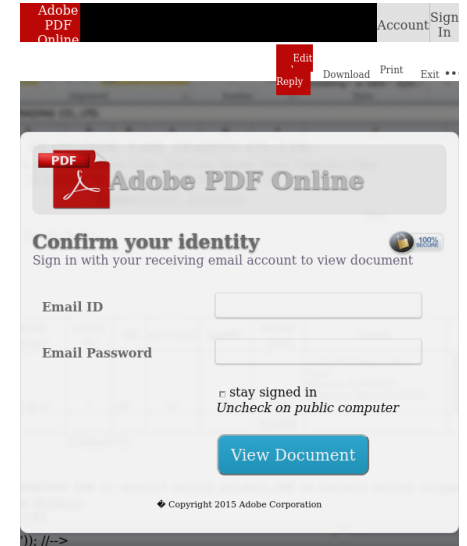 Adobe
PDF
Online
Account
Sign
In
Edit
Reply
Download
Print
Exit
PDF
Adobe PDF Online
Confirm your identity
100%
SECURE
Sign in with your receiving email account to view document
Email ID
Email Password
stay signed in
Uncheck on public computer
View Document
� Copyright 2015 Adobe Corporation
')); //-->